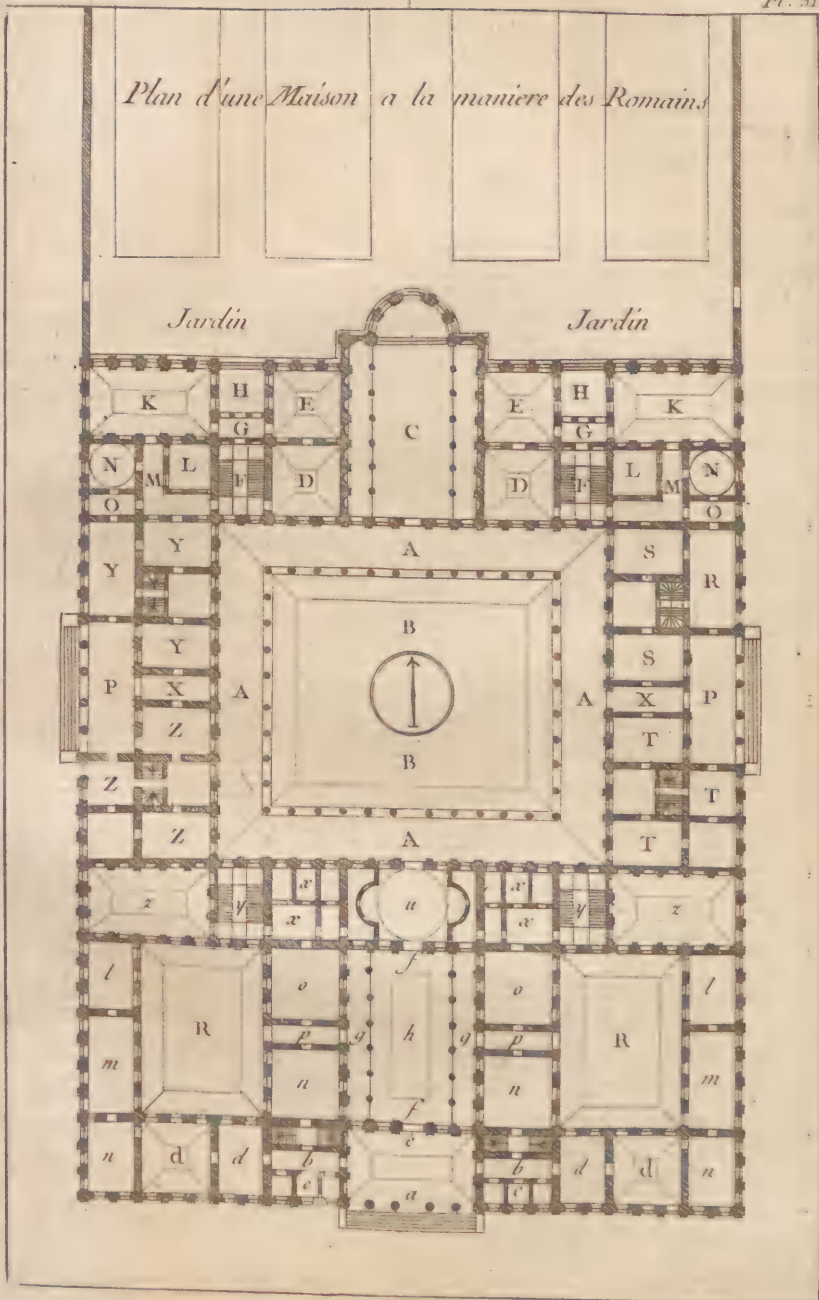 Plan d'une Maison a la maniere des Romains
Jardin Jardin
K H E C E H K
G G
N M L F D D F L M N
O O
A
Y Y S R
B
Y S
P A A P
X X
Z T
B
Z T
Z A T
z y x u x y z
x x
f
l o o l
R p g h g p R
m n n m
f
e
n d d b b d d n
c a c